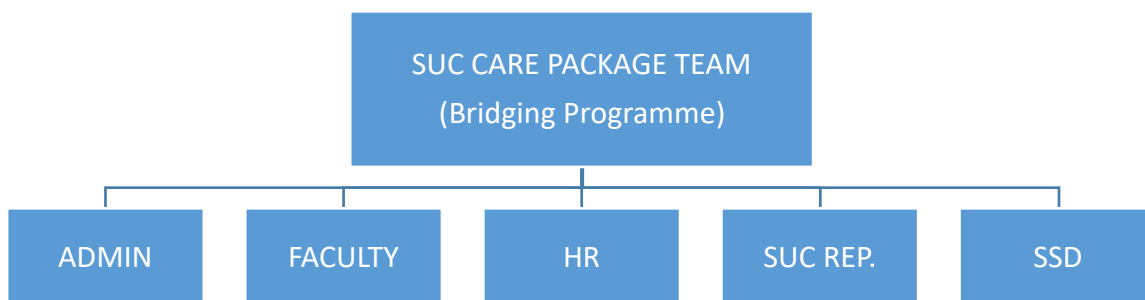 SUC CARE PACKAGE TEAM
(Bridging Programme)
ADMIN
FACULTY
HR
SUC REP.
SSD